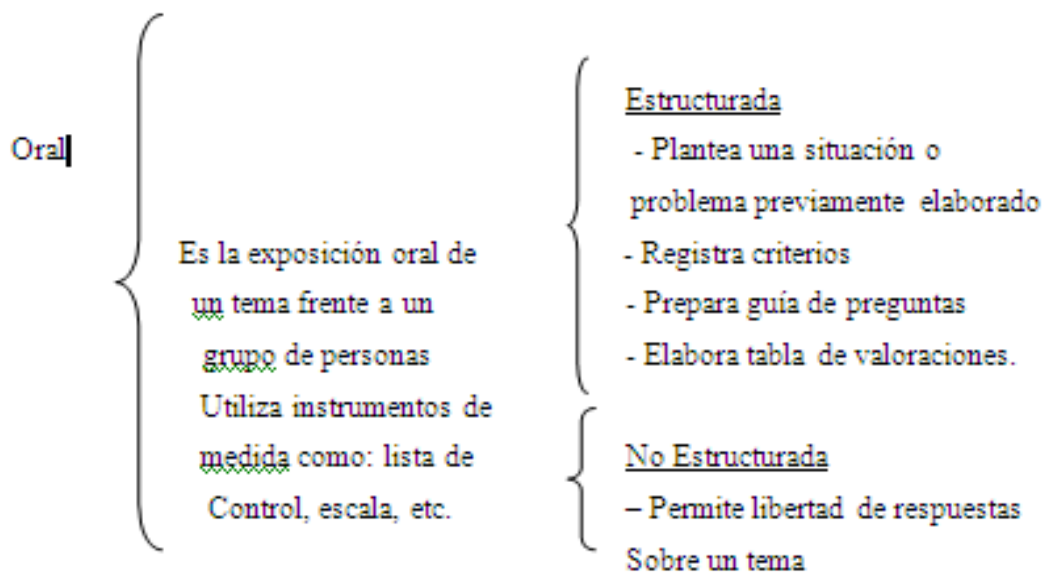 Oral
Es la exposición oral de
un tema frente a un
grupo de personas
Utiliza instrumentos de
medida como: lista de
Control, escala, etc.
Estructurada
- Plantea una situación o
problema previamente elaborado
- Registra criterios
- Prepara guía de preguntas
- Elabora tabla de valoraciones.
No Estructurada
– Permite libertad de respuestas
Sobre un tema